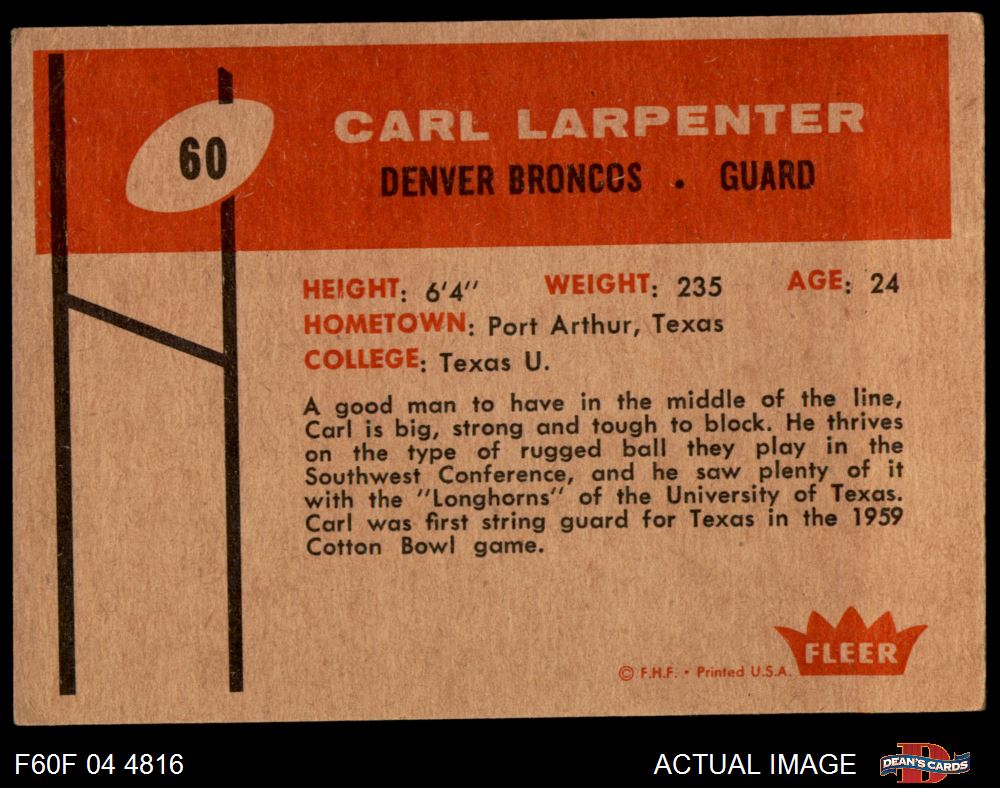 60
CARL LARPENTER
DENVER BRONCOS . GUARD
HEIGHT: 6'4" WEIGHT: 235 AGE: 24
HOMETOWN: Port Arthur, Texas
COLLEGE: Texas U.
A good man to have in the middle of the line,
Carl is big, strong and tough to block. He thrives
on the type of rugged ball they play in the
Southwest Conference, and he saw plenty of it
with the "Longhorns" of the University of Texas.
Carl was first string guard for Texas in the 1959
Cotton Bowl game.
© F.H.F. • Printed U.S.A.
FLEER
F60F 04 4816
ACTUAL IMAGE
D
DEAN'S CARDS